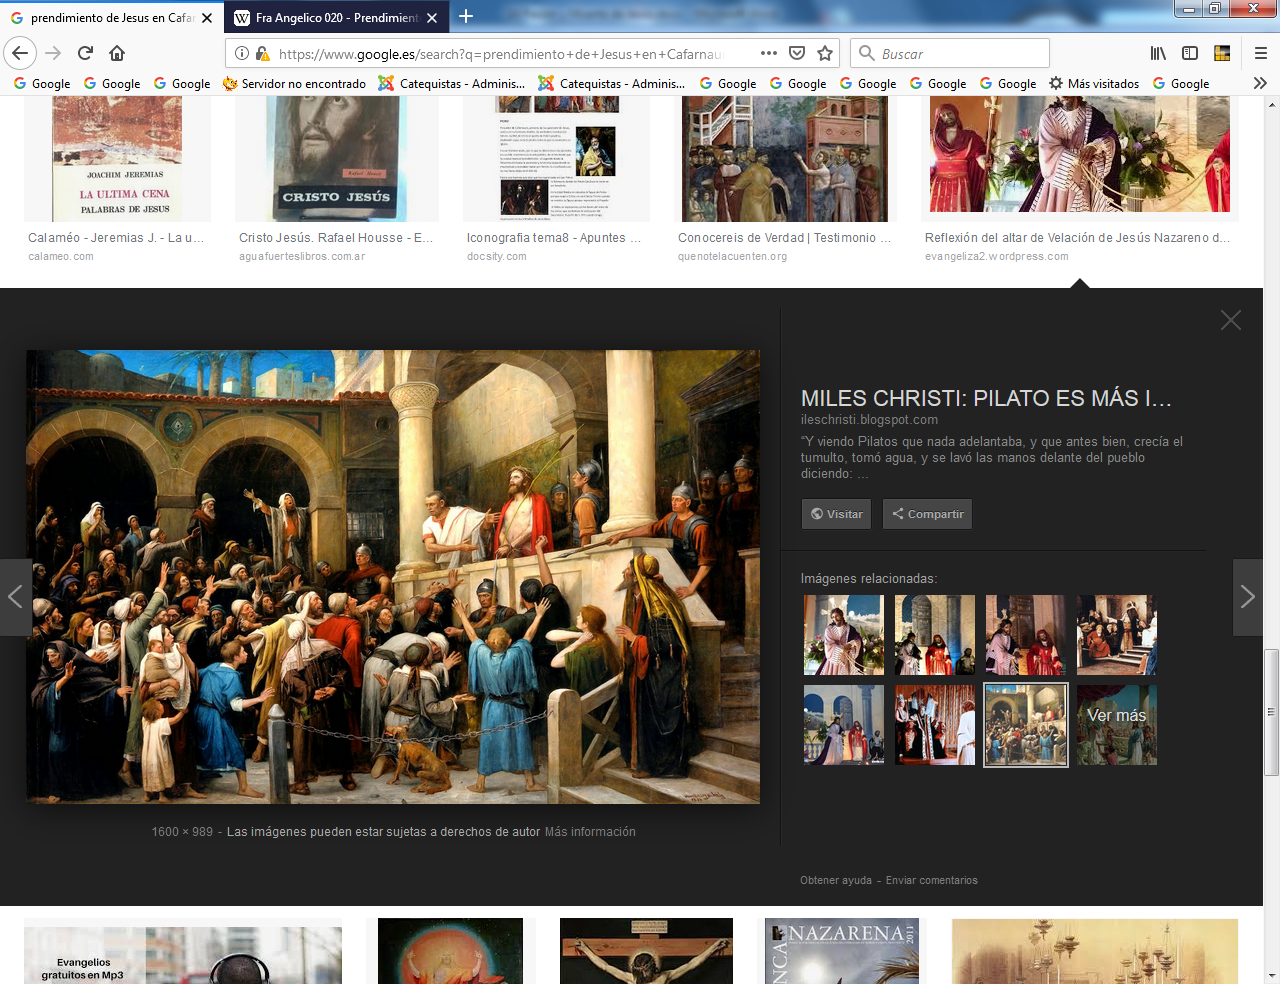 prendimiento de Jesus en Cafar
Fra Angelico 020 - Prendimient
https://www.google.es/search?q=prendimiento+de+Jesus+en+Cafarnau
Buscar
Google
Google
Google
Servidor no encontrado
Catequistas - Adminis...
Catequistas - Adminis...
Google
Google
Google
Google
Google
Más visitados
Google
JOACHIM JEREMIAS
LA ULTIMA CENA
PALABRAS DE JESUS
Rafael Housse
CRISTO JESÚS
Calaméo - Jeremias J. - La u...
calameo.com
Cristo Jesús. Rafael Housse - E...
aguafuerteslibros.com.ar
Iconografia tema8 - Apuntes ...
docsity.com
Conocereis de Verdad | Testimonio ...
quenotelacuenten.org
Reflexión del altar de Velación de Jesús Nazareno d...
evangeliza2.wordpress.com
MILES CHRISTI: PILATO ES MÁS I...
ileschristi.blogspot.com
“Y viendo Pilatos que nada adelantaba, y que antes bien, crecía el
tumulto, tomó agua, y se lavó las manos delante del pueblo
diciendo: ...
Visitar
Compartir
Imágenes relacionadas:
Ver más
1600 × 989 - Las imágenes pueden estar sujetas a derechos de autor Más información
Obtener ayuda - Enviar comentarios
Evangelios
gratuitos en Mp3
NAZARENA
2011